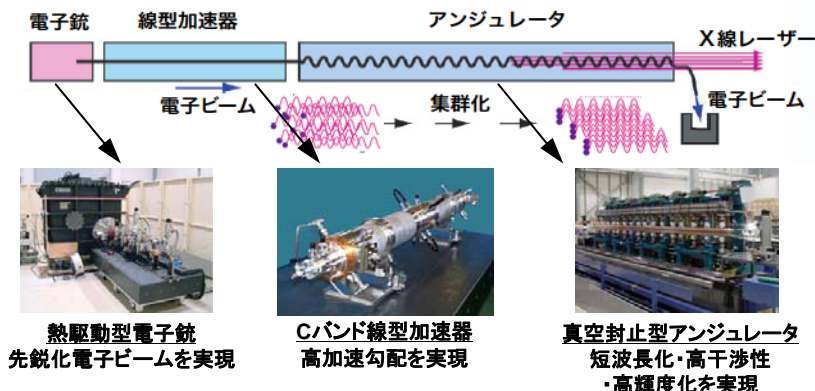 電子銃
線型加速器
アンジュレータ
X線レーザー
電子ビーム
集群化
電子ビーム
熱駆動型電子銃
先鋭化電子ビームを実現
Cバンド線型加速器
高加速勾配を実現
真空封止型アンジュレータ
短波長化・高干渉性
・高輝度化を実現